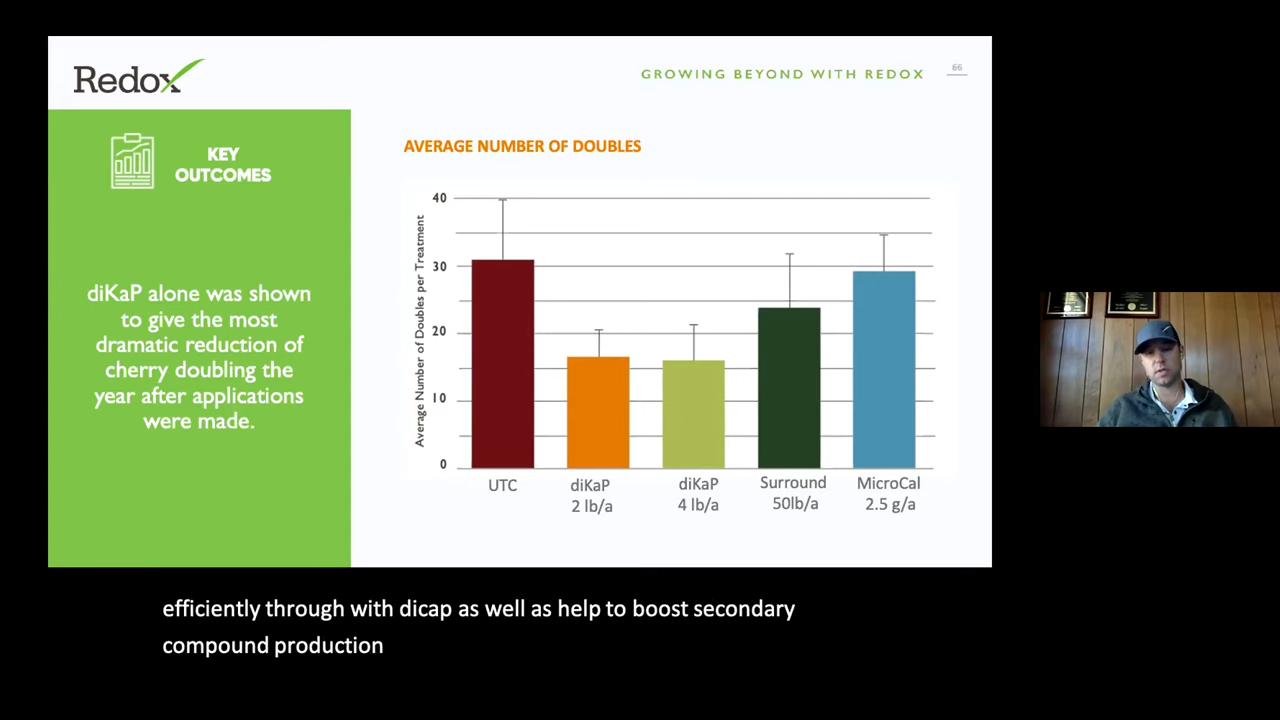 Redox
GROWING BEYOND WITH REDOX
66
KEY
OUTCOMES
diKaP alone was shown
to give the most
dramatic reduction of
cherry doubling the
year after applications
were made.
AVERAGE NUMBER OF DOUBLES
Average Number of Doubles per Treatment
40
30
20
10
0
UTC
diKaP
2 lb/a
diKaP
4 lb/a
Surround
50lb/a
MicroCal
2.5 g/a
efficiently through with dicap as well as help to boost secondary
compound production